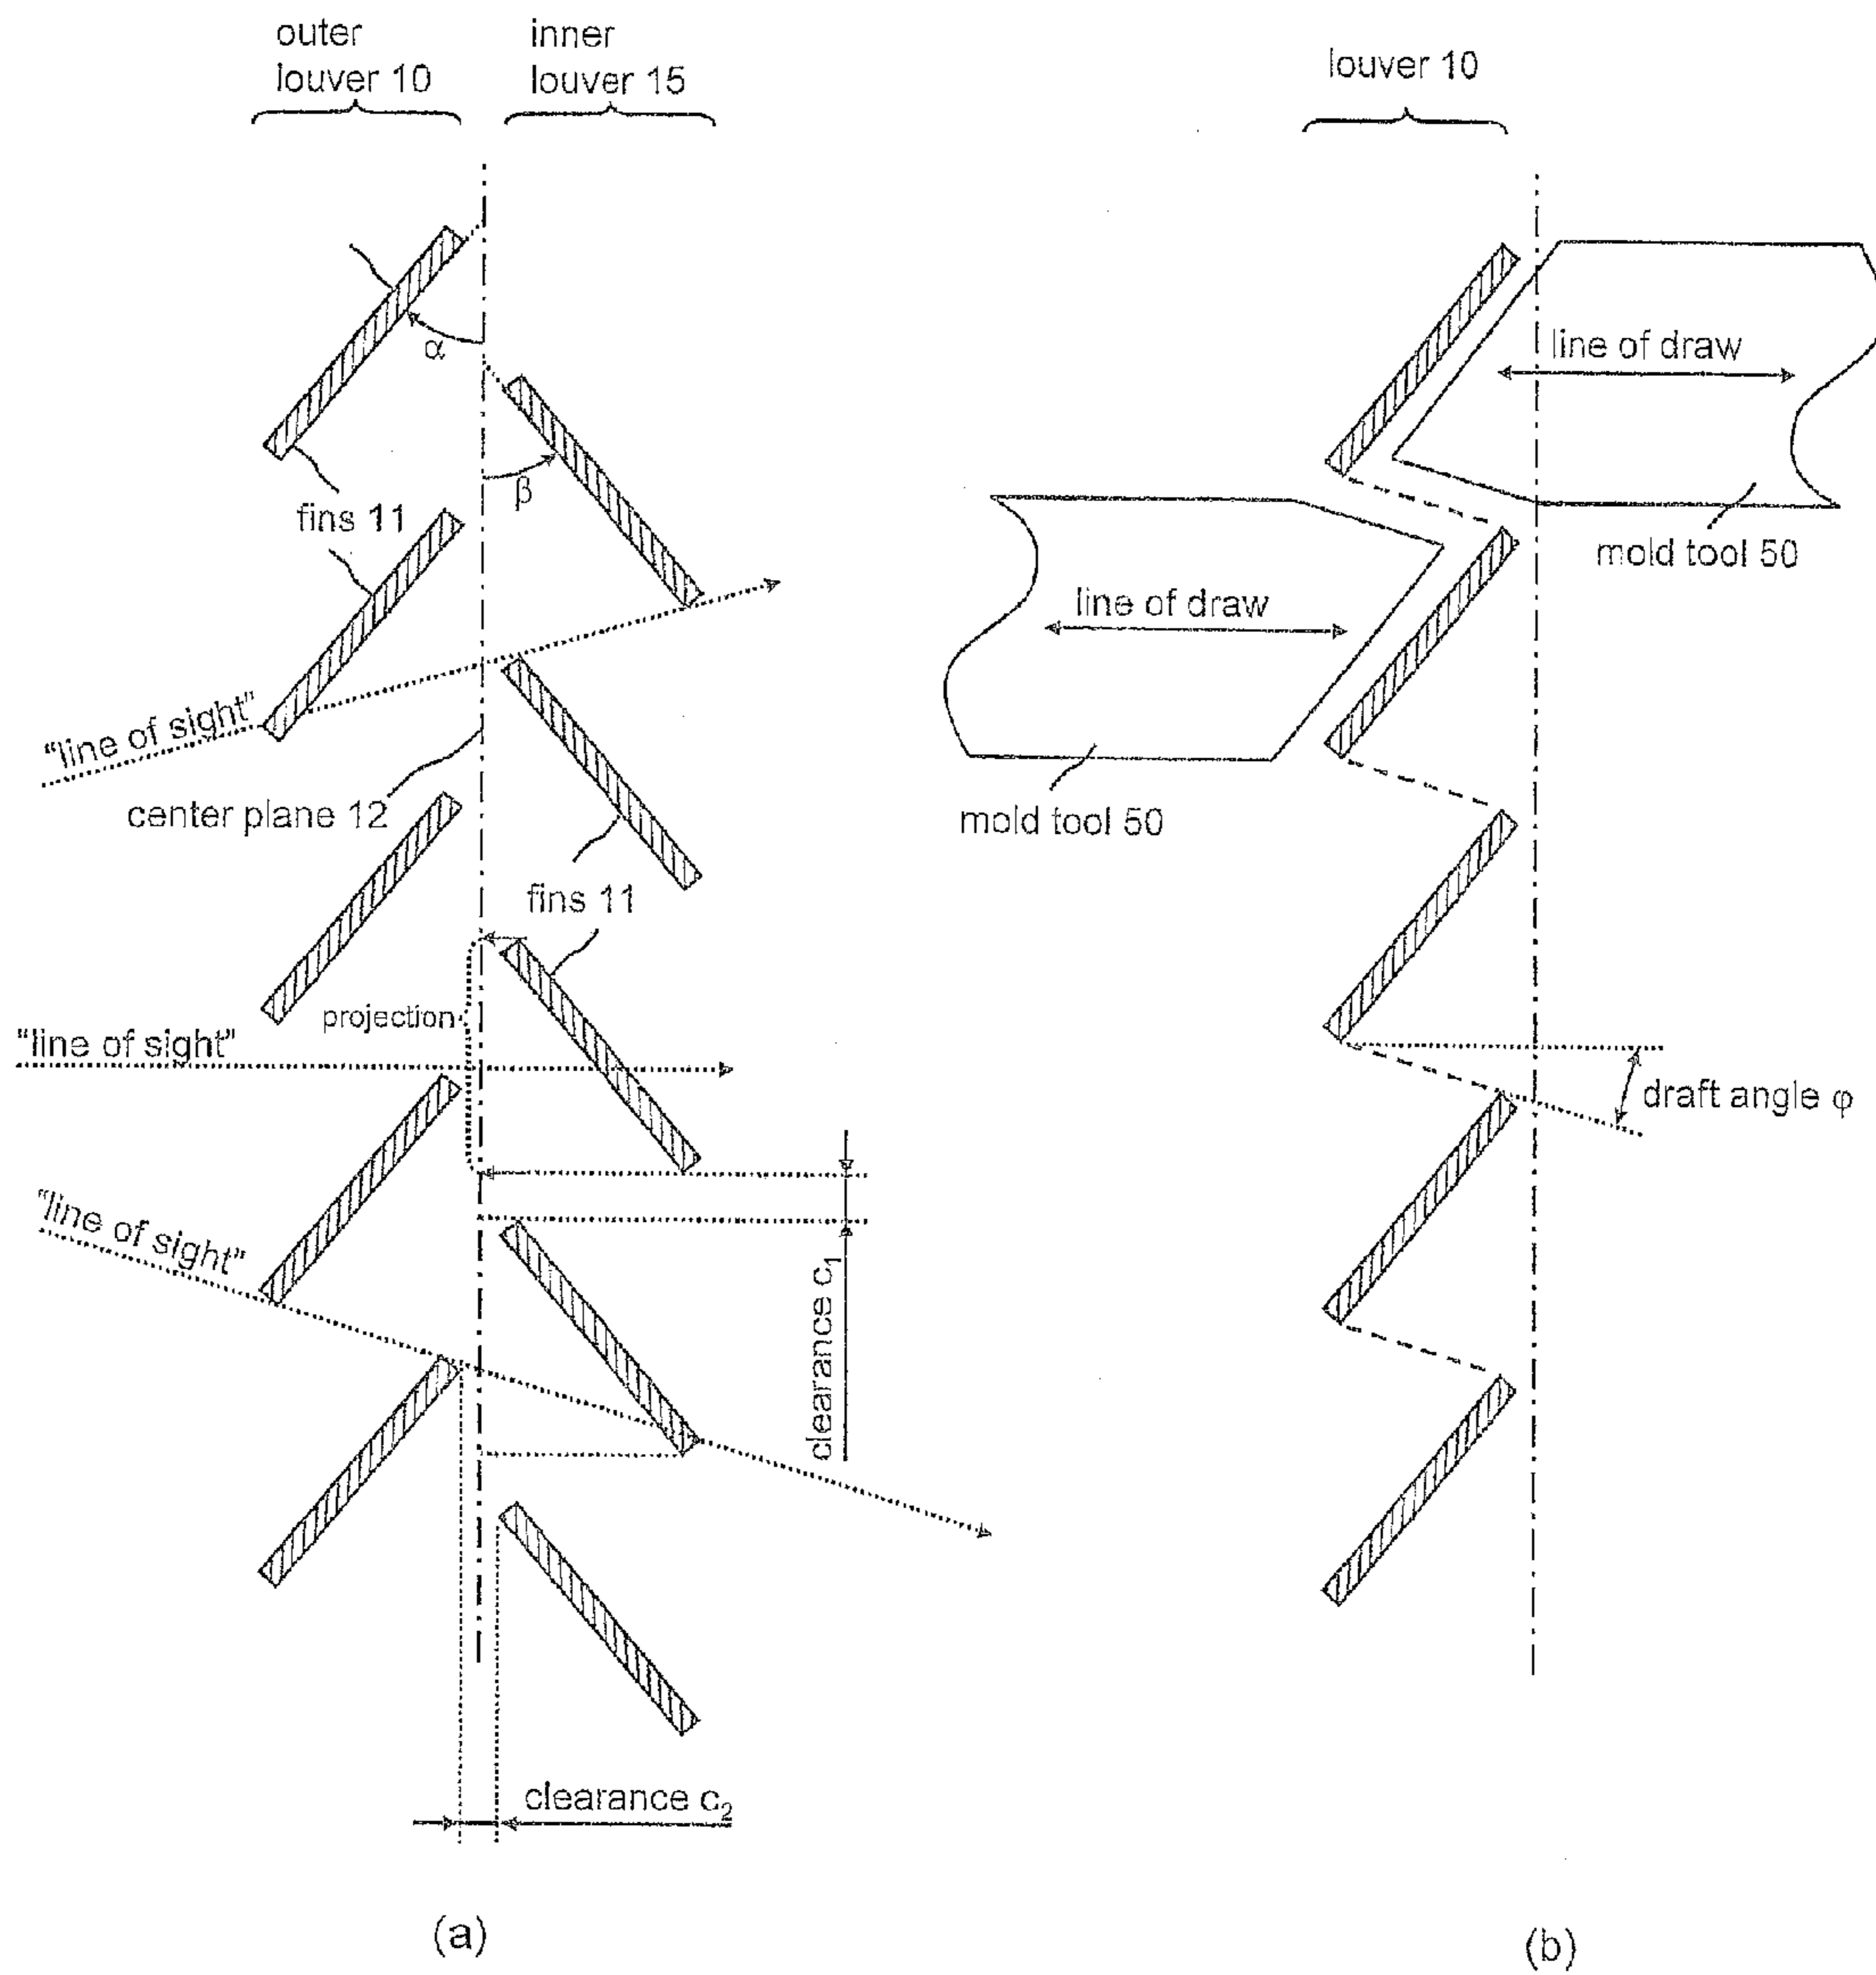 outer
louver 10
inner
louver 15
louver 10
α
β
fins 11
line of draw
mold tool 50
line of draw
mold tool 50
"line of sight"
center plane 12
fins 11
projection
"line of sight"
draft angle φ
"line of sight"
clearance c₁
clearance c₂
(a)
(b)